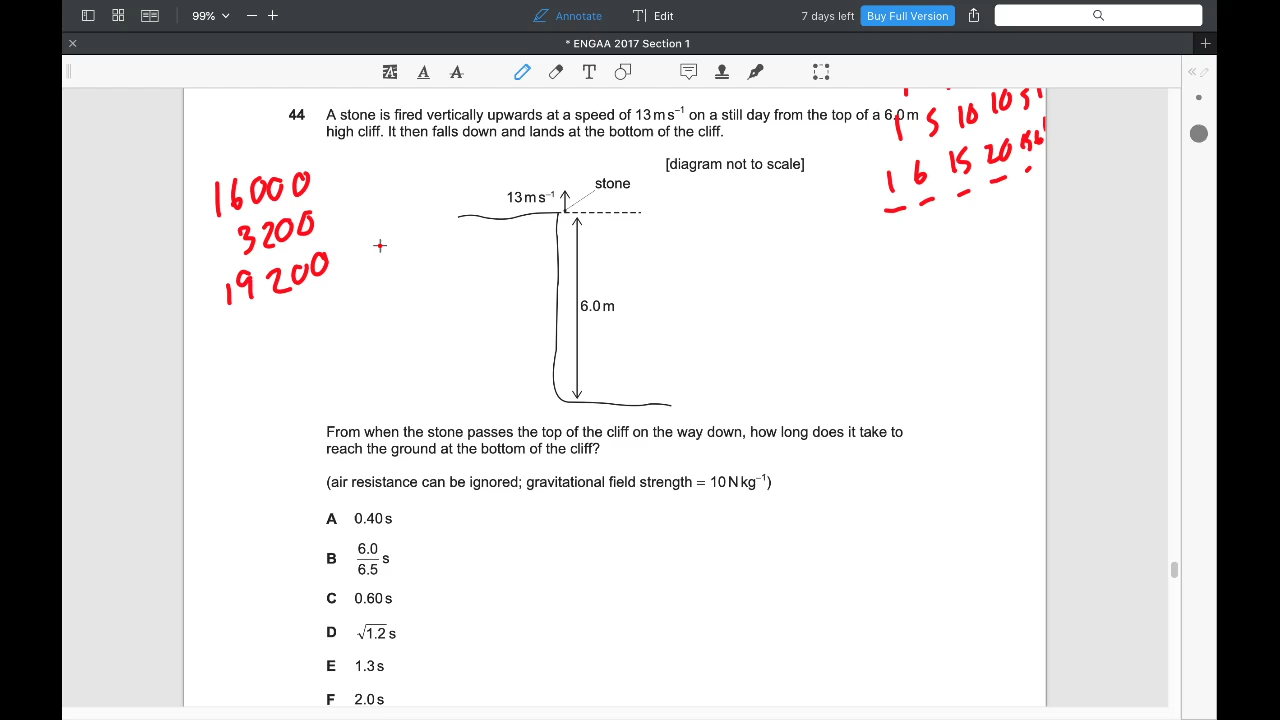 99%
Annotate
Edit
7 days left
Buy Full Version
* ENGAA 2017 Section 1
44 A stone is fired vertically upwards at a speed of 13 m s⁻¹ on a still day from the top of a 6.0 m
high cliff. It then falls down and lands at the bottom of the cliff.
[diagram not to scale]
stone
13 m s⁻¹
6.0 m
16000
3200
19200
1 5 10 10 5 1
1 6 15 20 15 6 1
From when the stone passes the top of the cliff on the way down, how long does it take to
reach the ground at the bottom of the cliff?
(air resistance can be ignored; gravitational field strength = 10 N kg⁻¹)
A 0.40 s
B 6.0/6.5 s
C 0.60 s
D √1.2 s
E 1.3 s
F 2.0 s